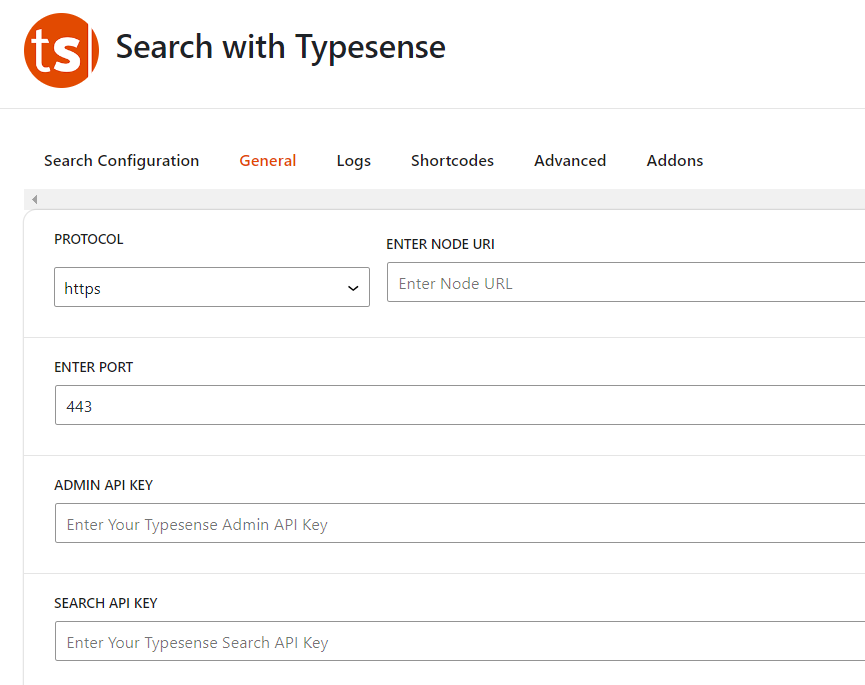 ts
Search with Typesense
Search Configuration General Logs Shortcodes Advanced Addons
PROTOCOL
https
ENTER NODE URI
Enter Node URL
ENTER PORT
443
ADMIN API KEY
Enter Your Typesense Admin API Key
SEARCH API KEY
Enter Your Typesense Search API Key